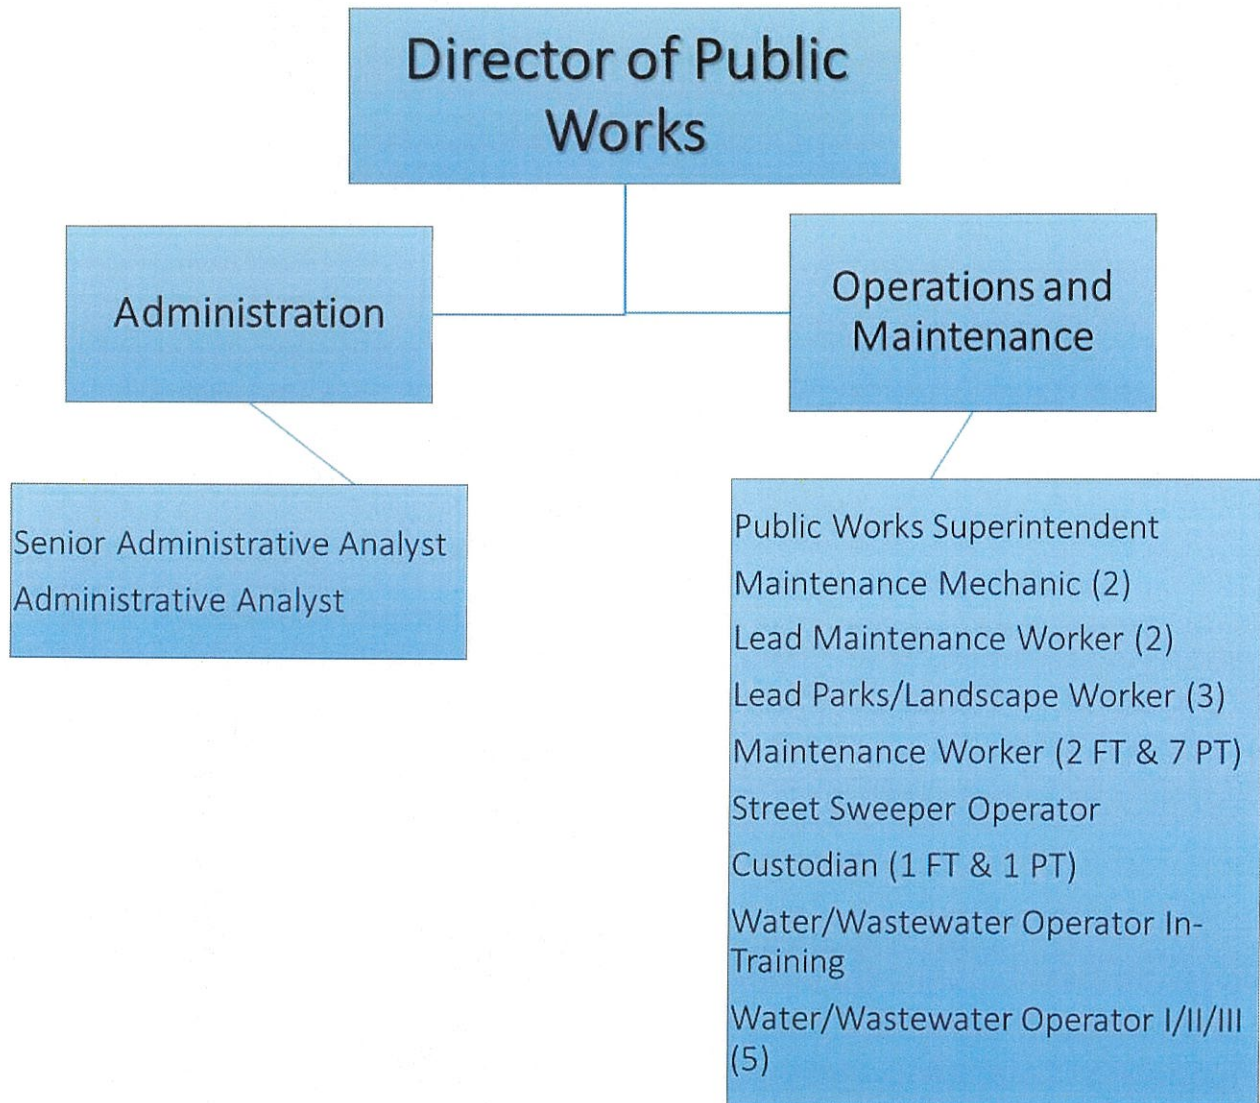 Director of Public
Works
Administration
Operations and
Maintenance
Senior Administrative Analyst
Administrative Analyst
Public Works Superintendent
Maintenance Mechanic (2)
Lead Maintenance Worker (2)
Lead Parks/Landscape Worker (3)
Maintenance Worker (2 FT & 7 PT)
Street Sweeper Operator
Custodian (1 FT & 1 PT)
Water/Wastewater Operator In-
Training
Water/Wastewater Operator I/II/III
(5)